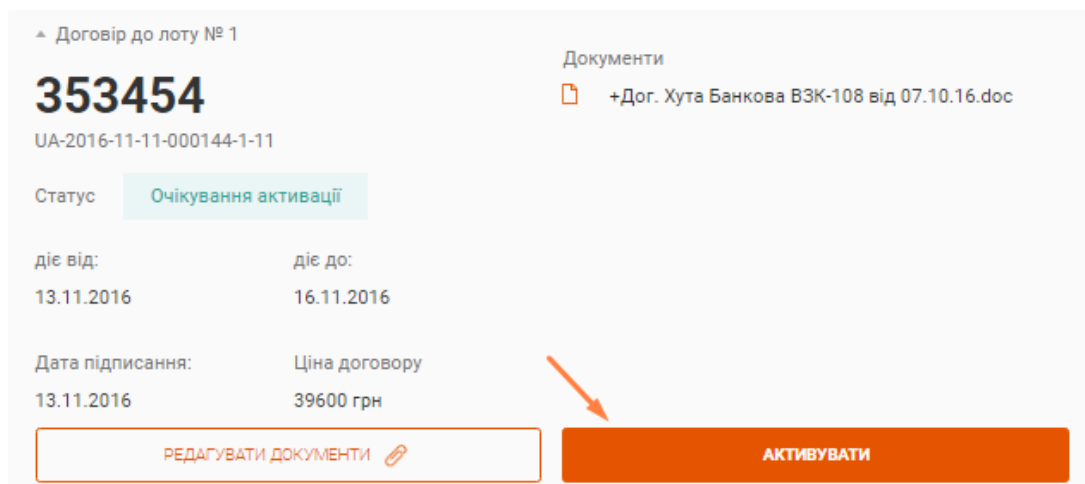 Договір до лоту № 1
353454
UA-2016-11-11-000144-1-11
Статус Очікування активації
діє від: діє до:
13.11.2016 16.11.2016
Дата підписання: Ціна договору
13.11.2016 39600 грн
РЕДАГУВАТИ ДОКУМЕНТИ
Документи
+Дог. Хута Банкова ВЗК-108 від 07.10.16.doc
АКТИВУВАТИ